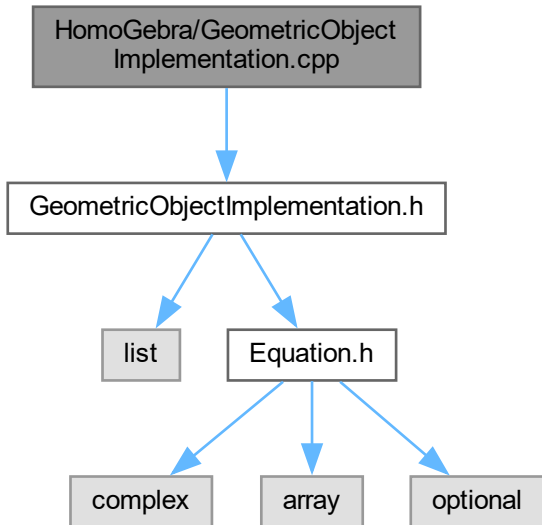 HomoGebra/GeometricObject
Implementation.cpp
GeometricObjectImplementation.h
list
Equation.h
complex
array
optional